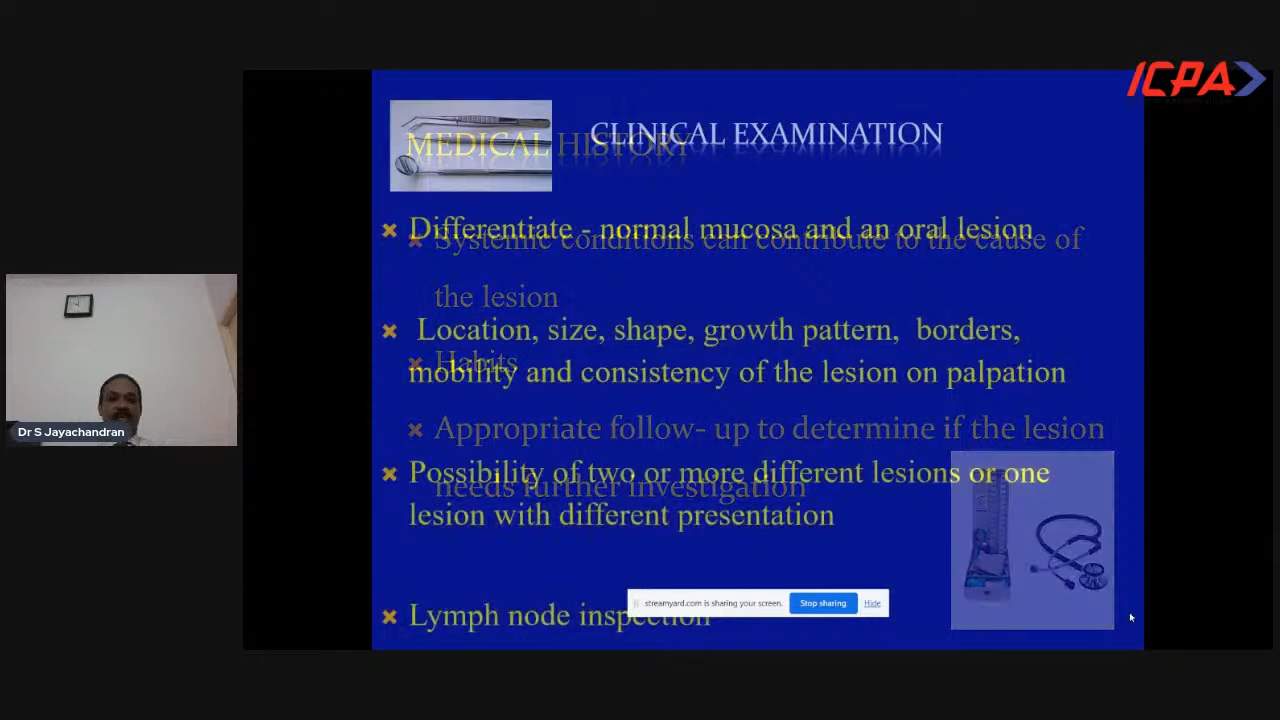 ICPA
CLINICAL EXAMINATION
MEDICAL HISTORY
Differentiate - normal mucosa and an oral lesion
Systemic conditions can contribute to the cause of
the lesion
Location, size, shape, growth pattern, borders,
Habits
mobility and consistency of the lesion on palpation
Appropriate follow- up to determine if the lesion
Possibility of two or more different lesions or one
needs further investigation
lesion with different presentation
Dr S Jayachandran
streamyard.com is sharing your screen.
Stop sharing
Hide
Lymph node inspection